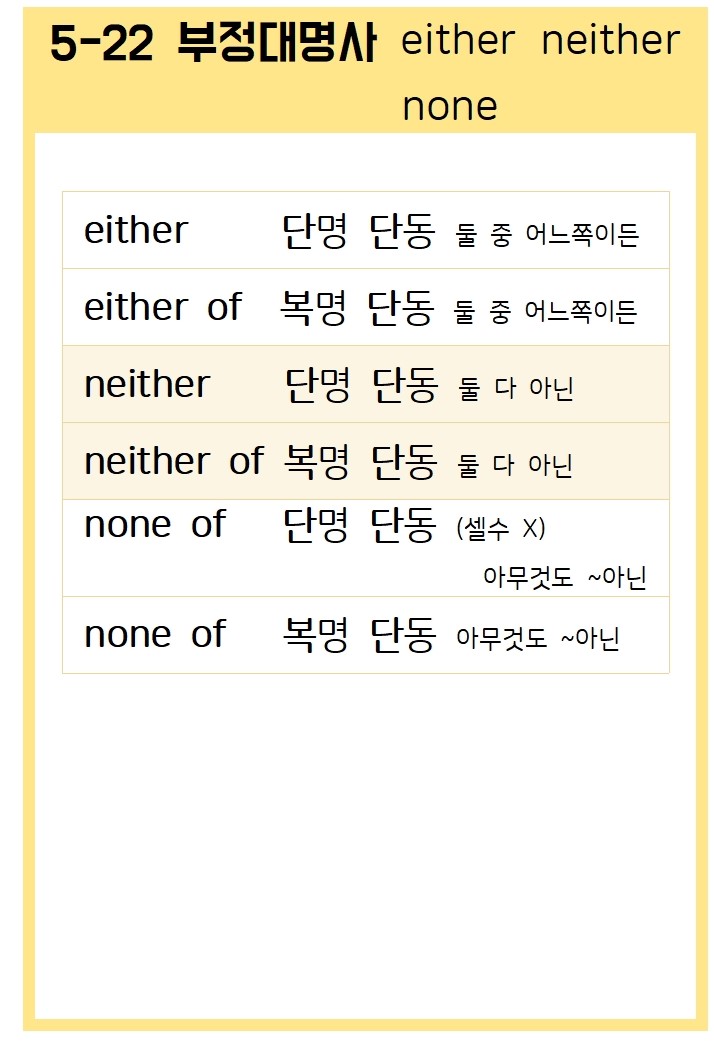 5-22 부정대명사 either neither
none
either 단명 단동 둘 중 어느쪽이든
either of 복명 단동 둘 중 어느쪽이든
neither 단명 단동 둘 다 아닌
neither of 복명 단동 둘 다 아닌
none of 단명 단동 (셀수 X)
아무것도 ~아닌
none of 복명 단동 아무것도 ~아닌